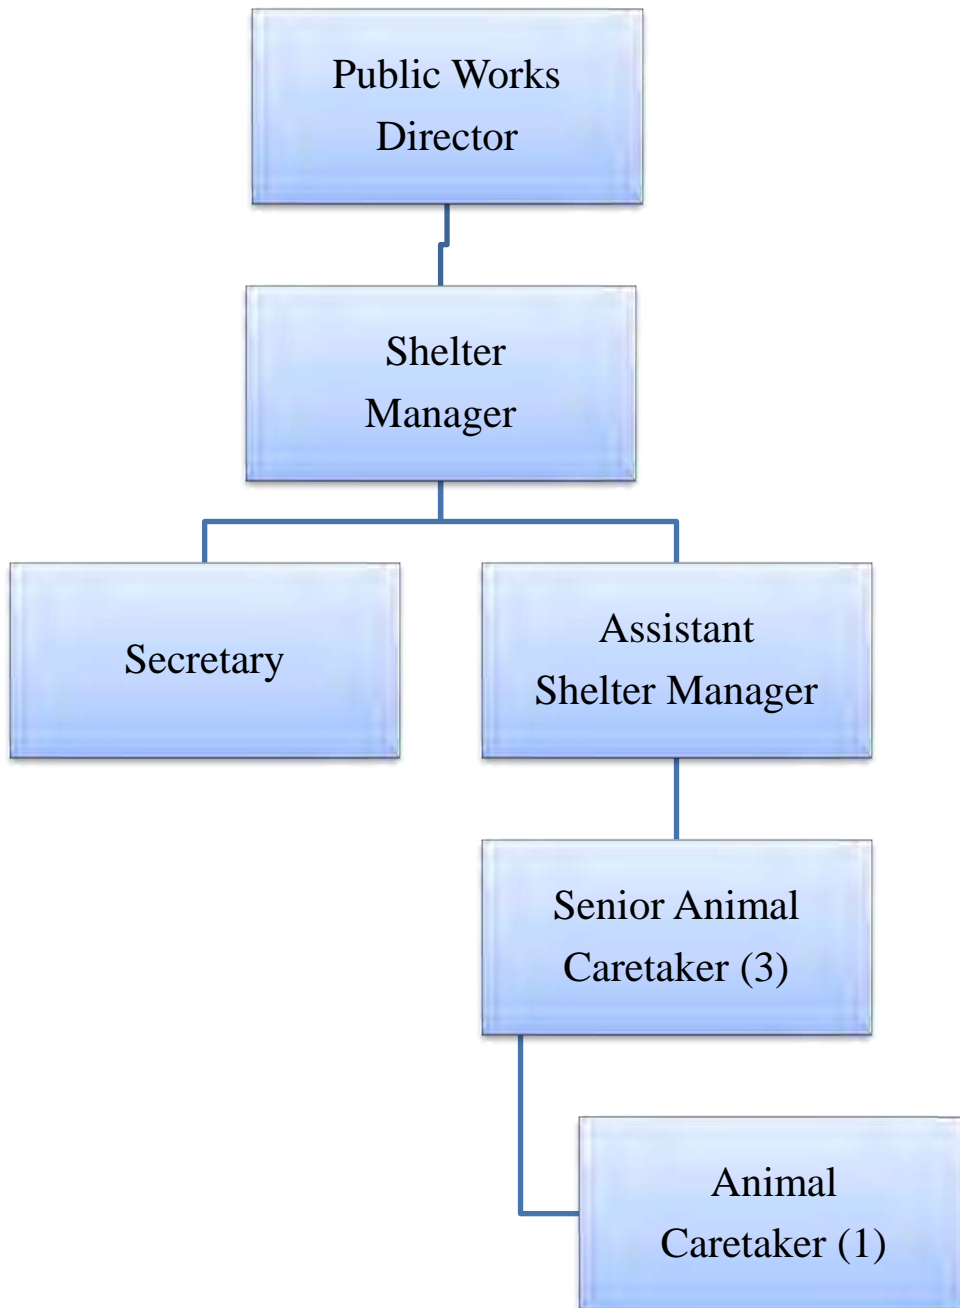 Public Works
Director
Shelter
Manager
Secretary
Assistant
Shelter Manager
Senior Animal
Caretaker (3)
Animal
Caretaker (1)